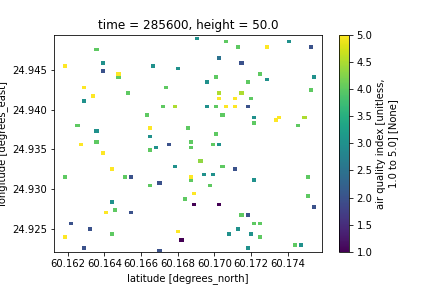 time = 285600, height = 50.0
24.945
24.940
24.935
24.930
24.925
longitude [degrees_east]
60.162 60.164 60.166 60.168 60.170 60.172 60.174
latitude [degrees_north]
5.0
4.5
4.0
3.5
3.0
2.5
2.0
1.5
1.0
air quality index [unitless,
1.0 to 5.0] [None]